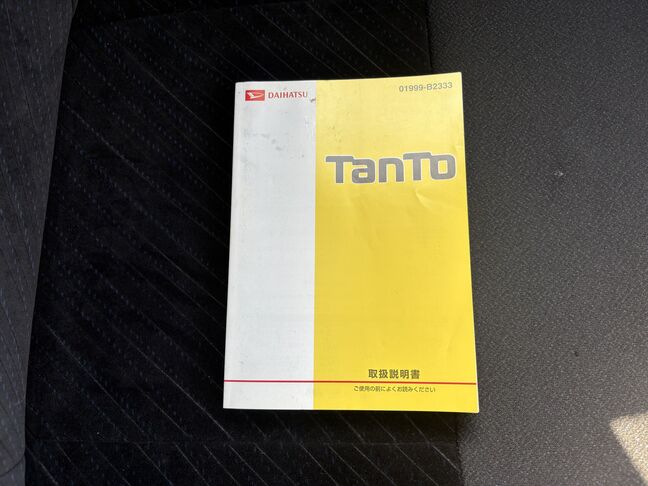 DAIHATSU
01999-B2333
TanTo
取扱説明書
ご使用の前によくお読みください